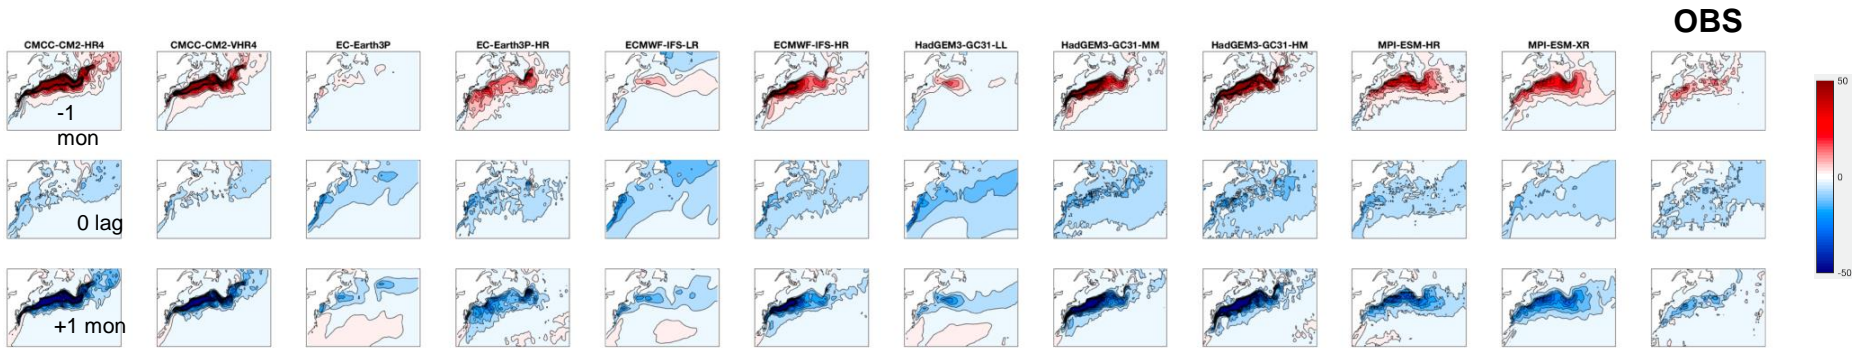 OBS
CMCC-CM2-HR4
CMCC-CM2-VHR4
EC-Earth3P
EC-Earth3P-HR
ECMWF-IFS-LR
ECMWF-IFS-HR
HadGEM3-GC31-LL
HadGEM3-GC31-MM
HadGEM3-GC31-HM
MPI-ESM-HR
MPI-ESM-XR
-1
mon
0 lag
+1 mon
50
0
-50